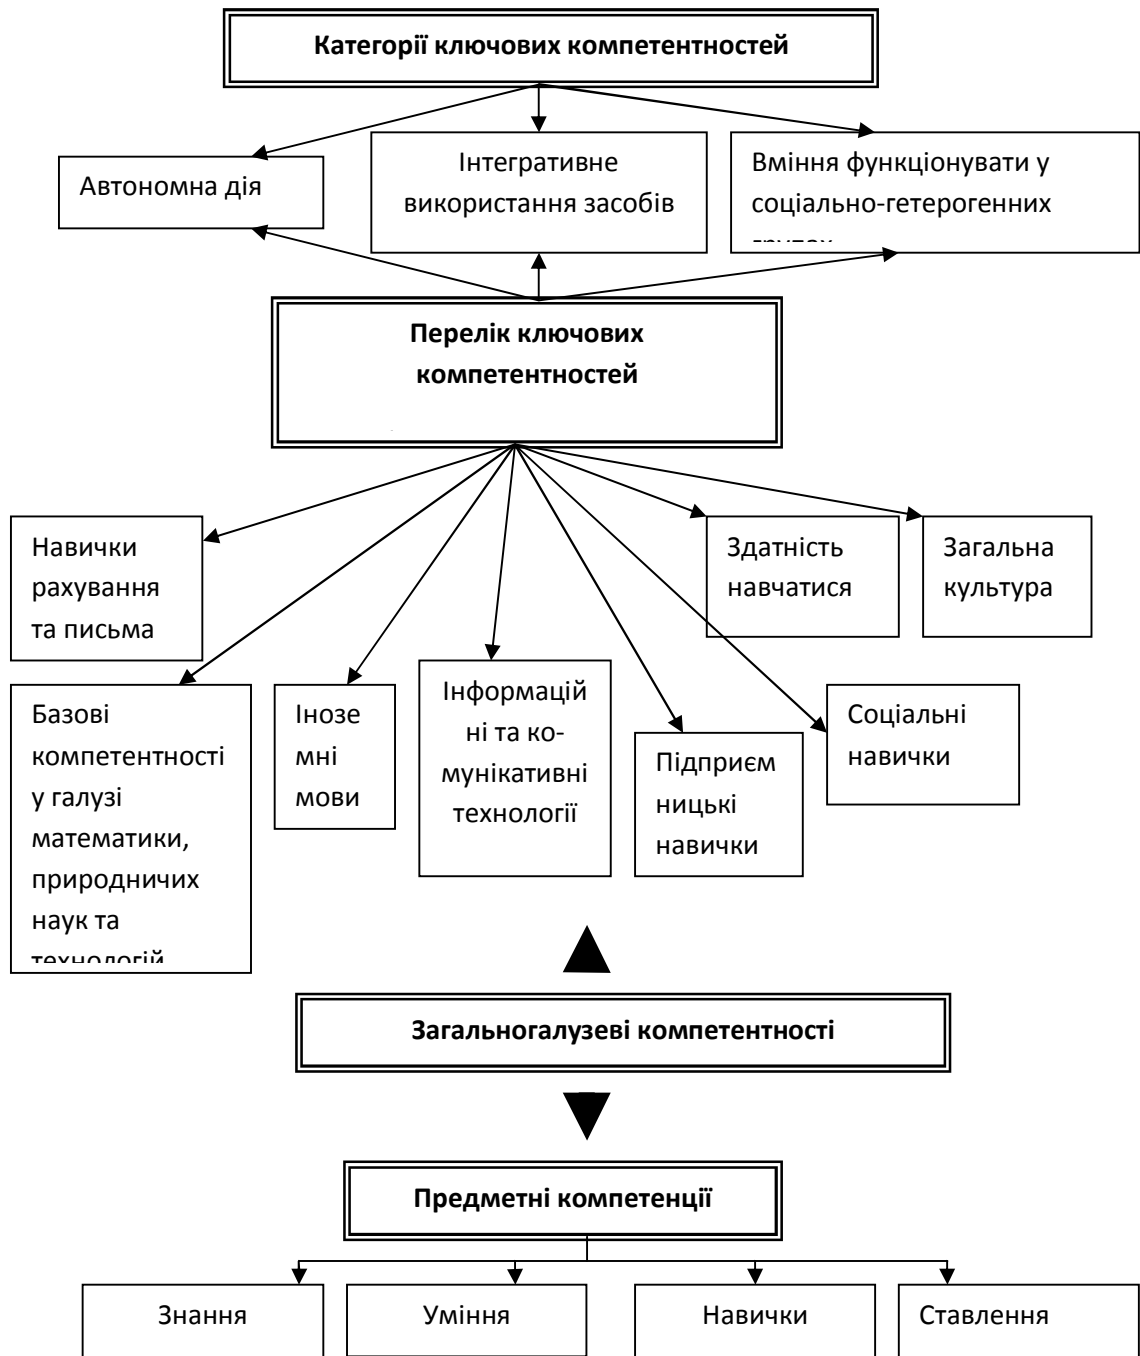 Категорії ключових компетентностей
Автономна дія
Інтегративне
використання засобів
Вміння функціонувати у
соціально-гетерогенних
Перелік ключових
компетентностей
Навички
рахування
та письма
Здатність
навчатися
Загальна
культура
Базові
компетентності
у галузі
математики,
природничих
наук та
технологій
Інозе
мні
мови
Інформацій
ні та ко-
мунікативні
технології
Підприєм
ницькі
навички
Соціальні
навички
Загальногалузеві компетентності
Предметні компетенції
Знання
Уміння
Навички
Ставлення